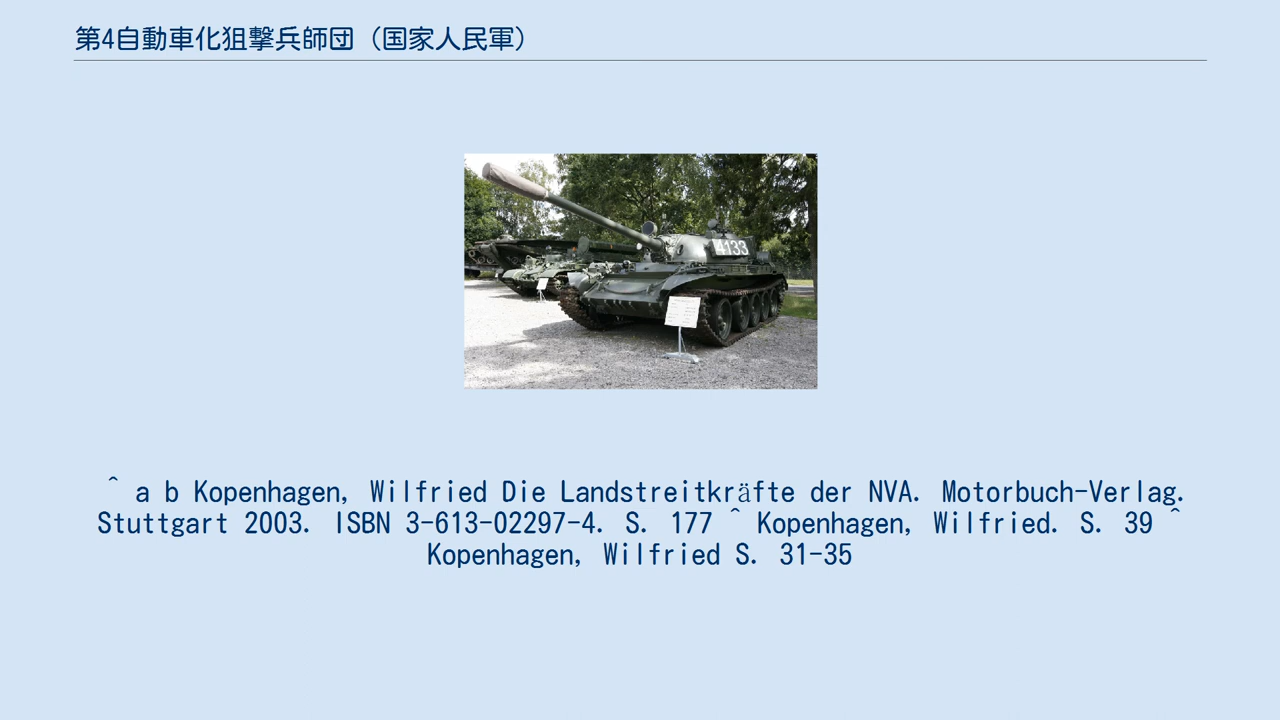 第4自動車化狙撃兵師団（国家人民軍）
4133
^ a b Kopenhagen, Wilfried Die Landstreitkräfte der NVA. Motorbuch-Verlag.
Stuttgart 2003. ISBN 3-613-02297-4. S. 177 ^ Kopenhagen, Wilfried. S. 39 ^
Kopenhagen, Wilfried S. 31-35